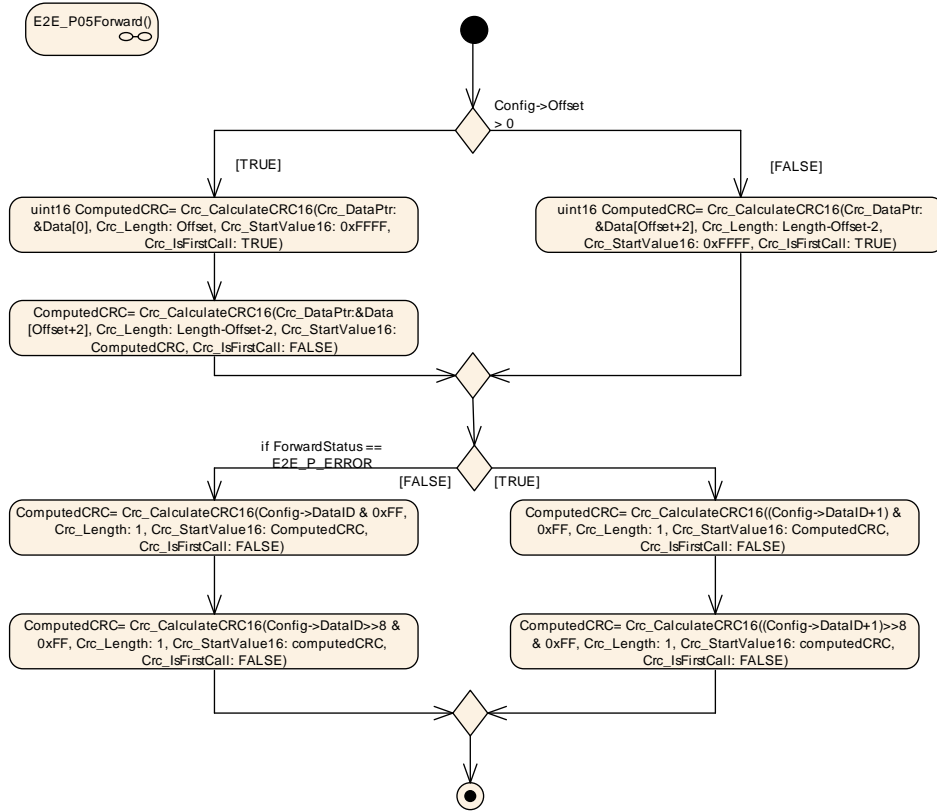 E2E_P05Forward()
Config->Offset
> 0
[TRUE]
[FALSE]
uint16 ComputedCRC= Crc_CalculateCRC16(Crc_DataPtr:
&Data[0], Crc_Length: Offset, Crc_StartValue16: 0xFFFF,
Crc_IsFirstCall: TRUE)
uint16 ComputedCRC= Crc_CalculateCRC16(Crc_DataPtr:
&Data[Offset+2], Crc_Length: Length-Offset-2,
Crc_StartValue16: 0xFFFF, Crc_IsFirstCall: TRUE)
ComputedCRC= Crc_CalculateCRC16(Crc_DataPtr:&Data
[Offset+2], Crc_Length: Length-Offset-2, Crc_StartValue16:
ComputedCRC, Crc_IsFirstCall: FALSE)
if ForwardStatus ==
E2E_P_ERROR
[FALSE]
[TRUE]
ComputedCRC= Crc_CalculateCRC16(Config->DataID & 0xFF,
Crc_Length: 1, Crc_StartValue16: ComputedCRC,
Crc_IsFirstCall: FALSE)
ComputedCRC= Crc_CalculateCRC16((Config->DataID+1) &
0xFF, Crc_Length: 1, Crc_StartValue16: ComputedCRC,
Crc_IsFirstCall: FALSE)
ComputedCRC= Crc_CalculateCRC16(Config->DataID>>8 &
0xFF, Crc_Length: 1, Crc_StartValue16: computedCRC,
Crc_IsFirstCall: FALSE)
ComputedCRC= Crc_CalculateCRC16((Config->DataID+1)>>8
& 0xFF, Crc_Length: 1, Crc_StartValue16: computedCRC,
Crc_IsFirstCall: FALSE)